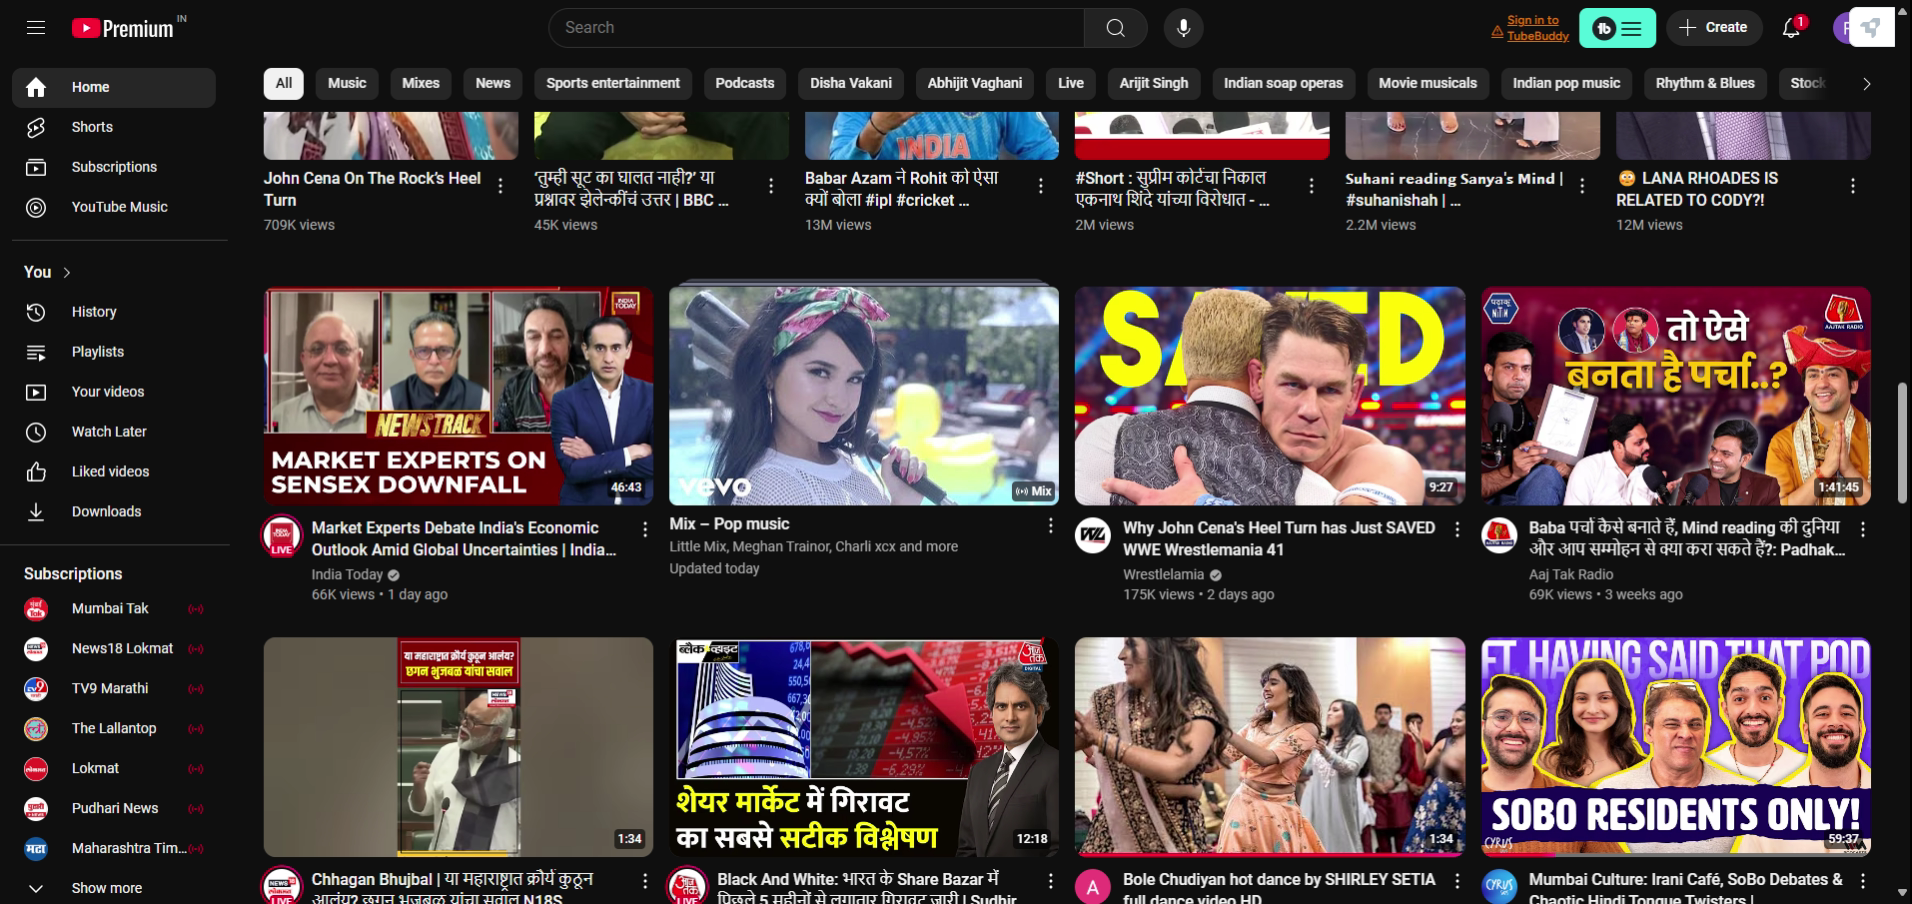 Premium IN
Search
Sign in to
TubeBuddy
Create
1
Home
Shorts
Subscriptions
YouTube Music
You
History
Playlists
Your videos
Watch Later
Liked videos
Downloads
Subscriptions
Mumbai Tak
News18 Lokmat
TV9 Marathi
The Lallantop
Lokmat
Pudhari News
Maharashtra Tim...
Show more
All
Music
Mixes
News
Sports entertainment
Podcasts
Disha Vakani
Abhijit Vaghani
Live
Arijit Singh
Indian soap operas
Movie musicals
Indian pop music
Rhythm & Blues
Stock
INDIA
John Cena On The Rock's Heel
Turn
709K views
'तुम्ही सूट का घालत नाही?' या
प्रश्नावर झेलेन्कींचं उत्तर | BBC ...
45K views
Babar Azam ने Rohit को ऐसा
क्यों बोला #ipl #cricket ...
13M views
#Short : सुप्रीम कोर्टचा निकाल
एकनाथ शिंदे यांच्या विरोधात - ...
2M views
Suhani reading Sanya's Mind |
#suhanishah | ...
2.2M views
😳 LANA RHOADES IS
RELATED TO CODY?!
12M views
INDIA
TODAY
NEWSTRACK
MARKET EXPERTS ON
SENSEX DOWNFALL
46:43
LIVE
Market Experts Debate India's Economic
Outlook Amid Global Uncertainties | India...
India Today
66K views • 1 day ago
vevo
Mix
Mix – Pop music
Little Mix, Meghan Trainor, Charli xcx and more
Updated today
SAVED
9:27
Why John Cena's Heel Turn has Just SAVED
WWE Wrestlemania 41
Wrestlelamia
175K views • 2 days ago
AAJTAK RADIO
तो ऐसे
बनता है पर्चा..?
1:41:45
Baba पर्चा कैसे बनाते हैं, Mind reading की दुनिया
और आप सम्मोहन से क्या करा सकते हैं?: Padhak...
Aaj Tak Radio
69K views • 3 weeks ago
या महाराष्ट्रात क्रौर्य कुठून आलंय?
छगन भुजबळ यांचा सवाल
1:34
LIVE
Chhagan Bhujbal | या महाराष्ट्रात क्रौर्य कुठून
आलंय? छगन भुजबळ यांचा सवाल N18S
ब्लैक व्हाइट
आज तक
DIGITAL
शेयर मार्केट में गिरावट
का सबसे सटीक विश्लेषण
12:18
LIVE
Black And White: भारत के Share Bazar में
पिछले 5 महीनों से लगातार गिरावट जारी | Sudhir
1:34
A
Bole Chudiyan hot dance by SHIRLEY SETIA
full dance video HD
FT. HAVING SAID THAT POD
SOBO RESIDENTS ONLY!
CYRUS
59:37
Mumbai Culture: Irani Café, SoBo Debates &
Chaotic Hindi Tongue Twisters |